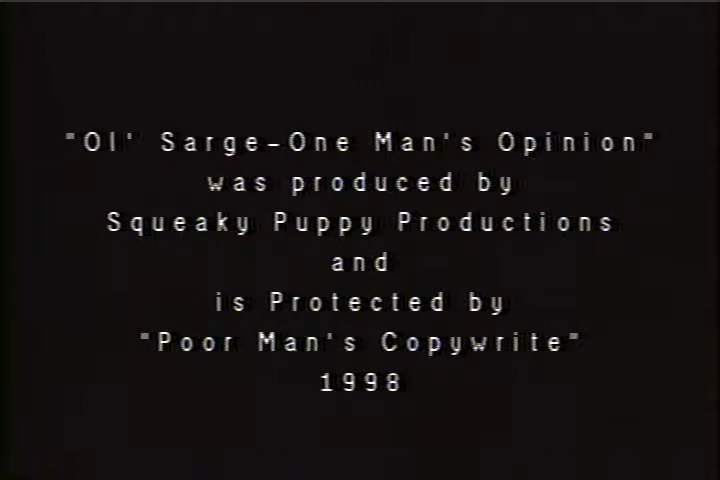 "Ol' Sarge-One Man's Opinion"
was produced by
Squeaky Puppy Productions
and
is Protected by
"Poor Man's Copywrite"
1998